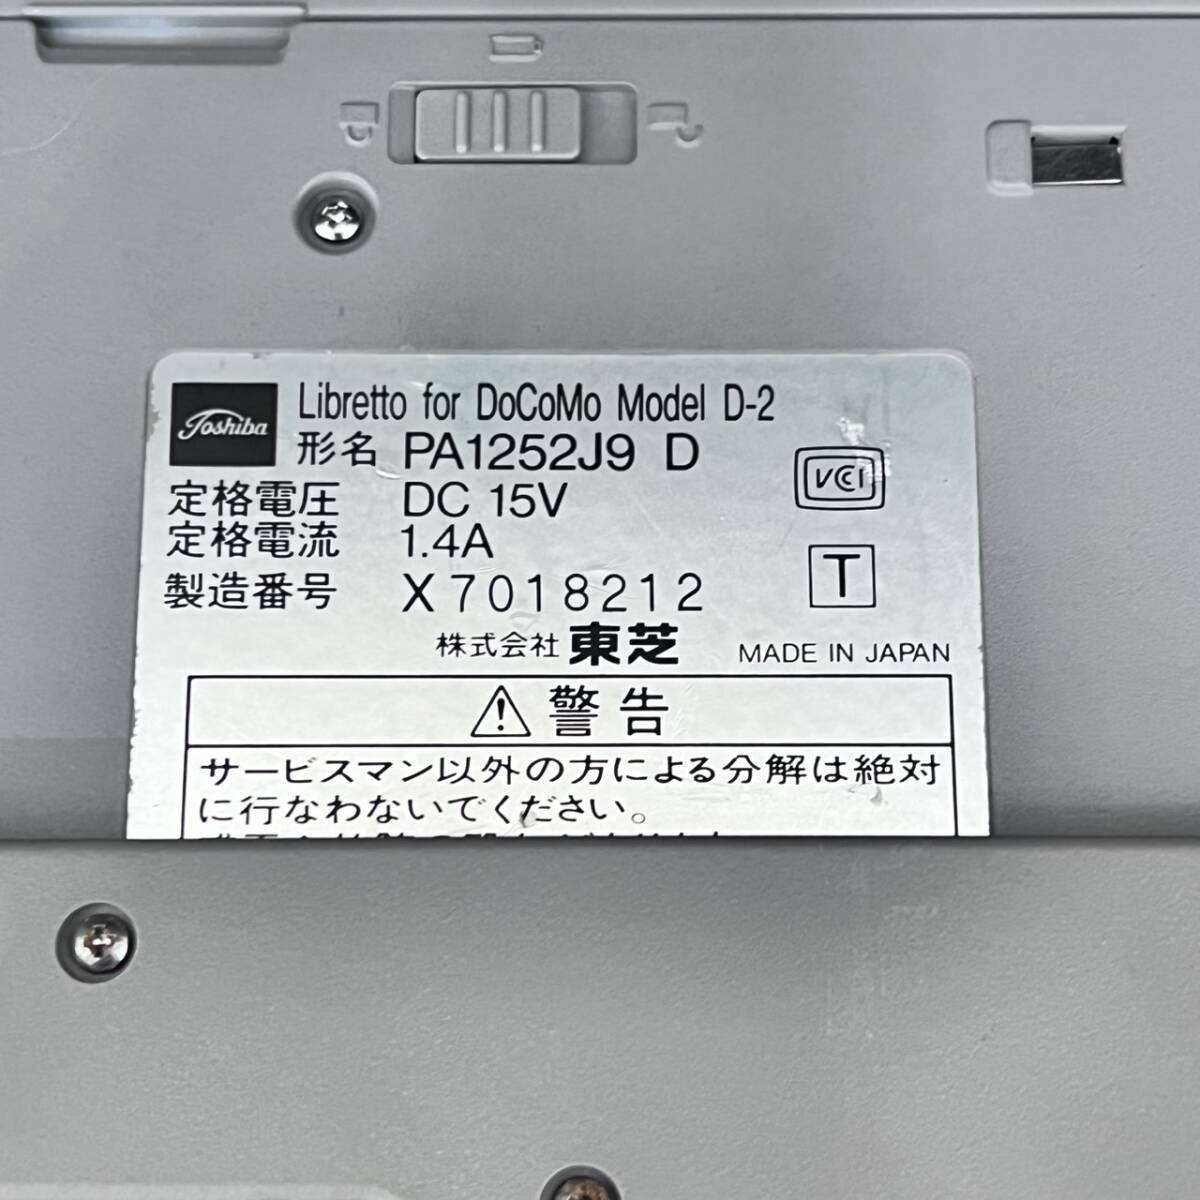 Toshiba
Libretto for DoCoMo Model D-2
形名 PA1252J9 D
VCCI
定格電圧 DC 15V
定格電流 1.4A
T
製造番号 X7018212
株式会社 東芝 MADE IN JAPAN
警告
サービスマン以外の方による分解は絶対
に行なわないでください。